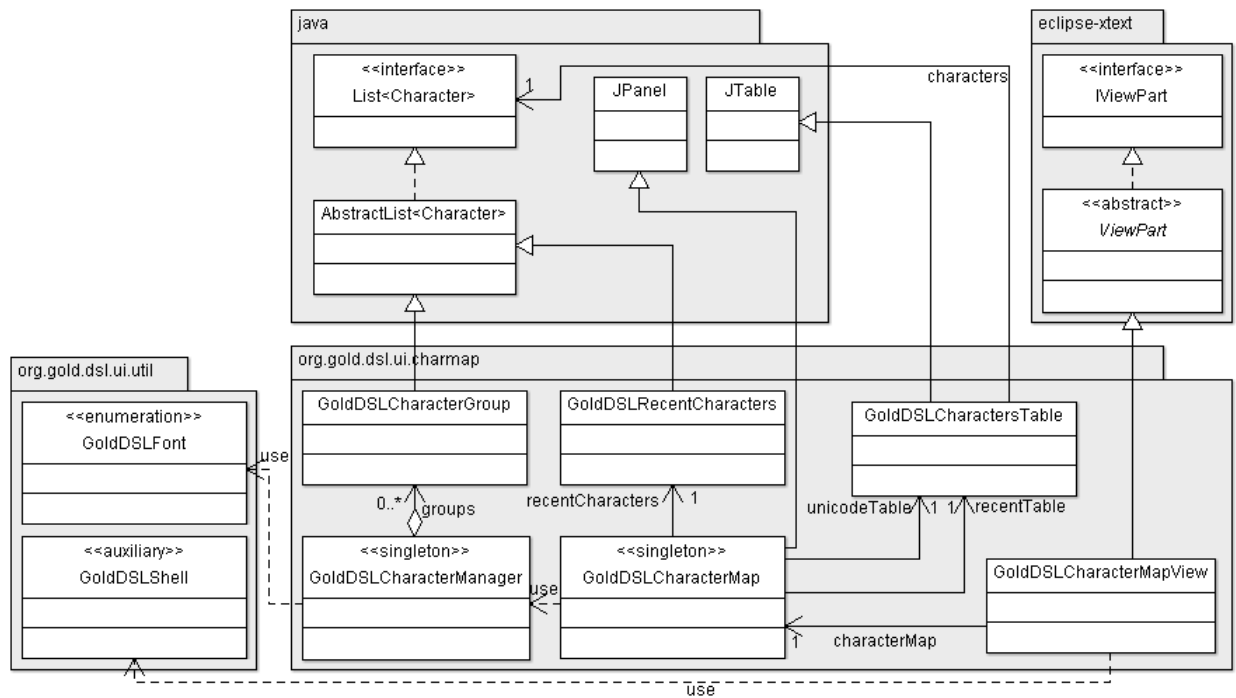 java
eclipse-xtext
<<interface>>
List<Character>
1
characters
JPanel
JTable
<<interface>>
IViewPart
AbstractList<Character>
<<abstract>>
ViewPart
org.gold.dsl.ui.util
org.gold.dsl.ui.charmap
<<enumeration>>
GoldDSLFont
use
GoldDSLCharacterGroup
GoldDSLRecentCharacters
GoldDSLCharactersTable
0..*
groups
recentCharacters
1
unicodeTable
1
1
recentTable
<<auxiliary>>
GoldDSLShell
<<singleton>>
GoldDSLCharacterManager
use
<<singleton>>
GoldDSLCharacterMap
GoldDSLCharacterMapView
1
characterMap
use